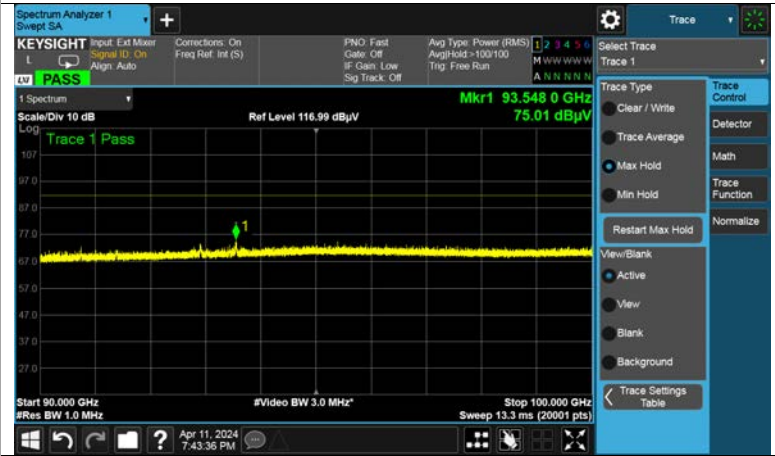 Spectrum Analyzer 1
Swept SA
+
Trace
KEYSIGHT
L
LXI
PASS
Input: Ext Mixer
Signal ID: On
Align: Auto
Corrections: On
Freq Ref: Int (S)
PNO: Fast
Gate: Off
IF Gain: Low
Sig Track: Off
Avg Type: Power (RMS)
Avg|Hold:>100/100
Trig: Free Run
1 2 3 4 5 6
M W W W W W
A N N N N N
1 Spectrum
Scale/Div 10 dB
Ref Level 116.99 dBµV
Mkr1 93.548 0 GHz
75.01 dBµV
Log
Trace 1 Pass
107
97.0
87.0
77.0
67.0
57.0
47.0
37.0
27.0
1
Start 90.000 GHz
#Res BW 1.0 MHz
#Video BW 3.0 MHz*
Stop 100.000 GHz
Sweep 13.3 ms (20001 pts)
?
Apr 11, 2024
7:43:36 PM
Select Trace
Trace 1
Trace Type
Clear / Write
Trace Average
Max Hold
Min Hold
Restart Max Hold
View/Blank
Active
View
Blank
Background
Trace Settings
Table
Trace
Control
Detector
Math
Trace
Function
Normalize